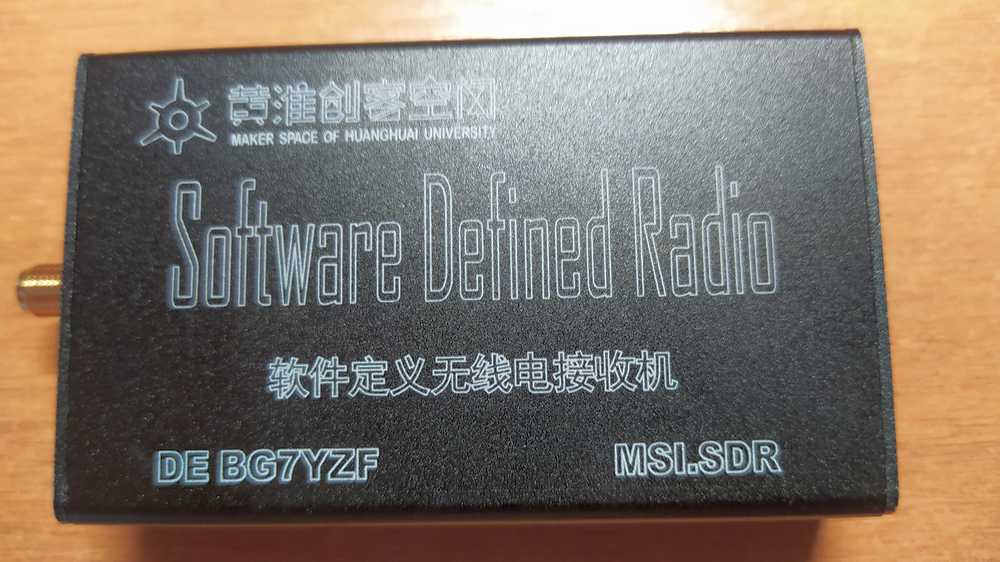 黄淮创客空间
MAKER SPACE OF HUANGHUAI UNIVERSITY
Software Defined Radio
软件定义无线电接收机
DE BG7YZF MSI.SDR